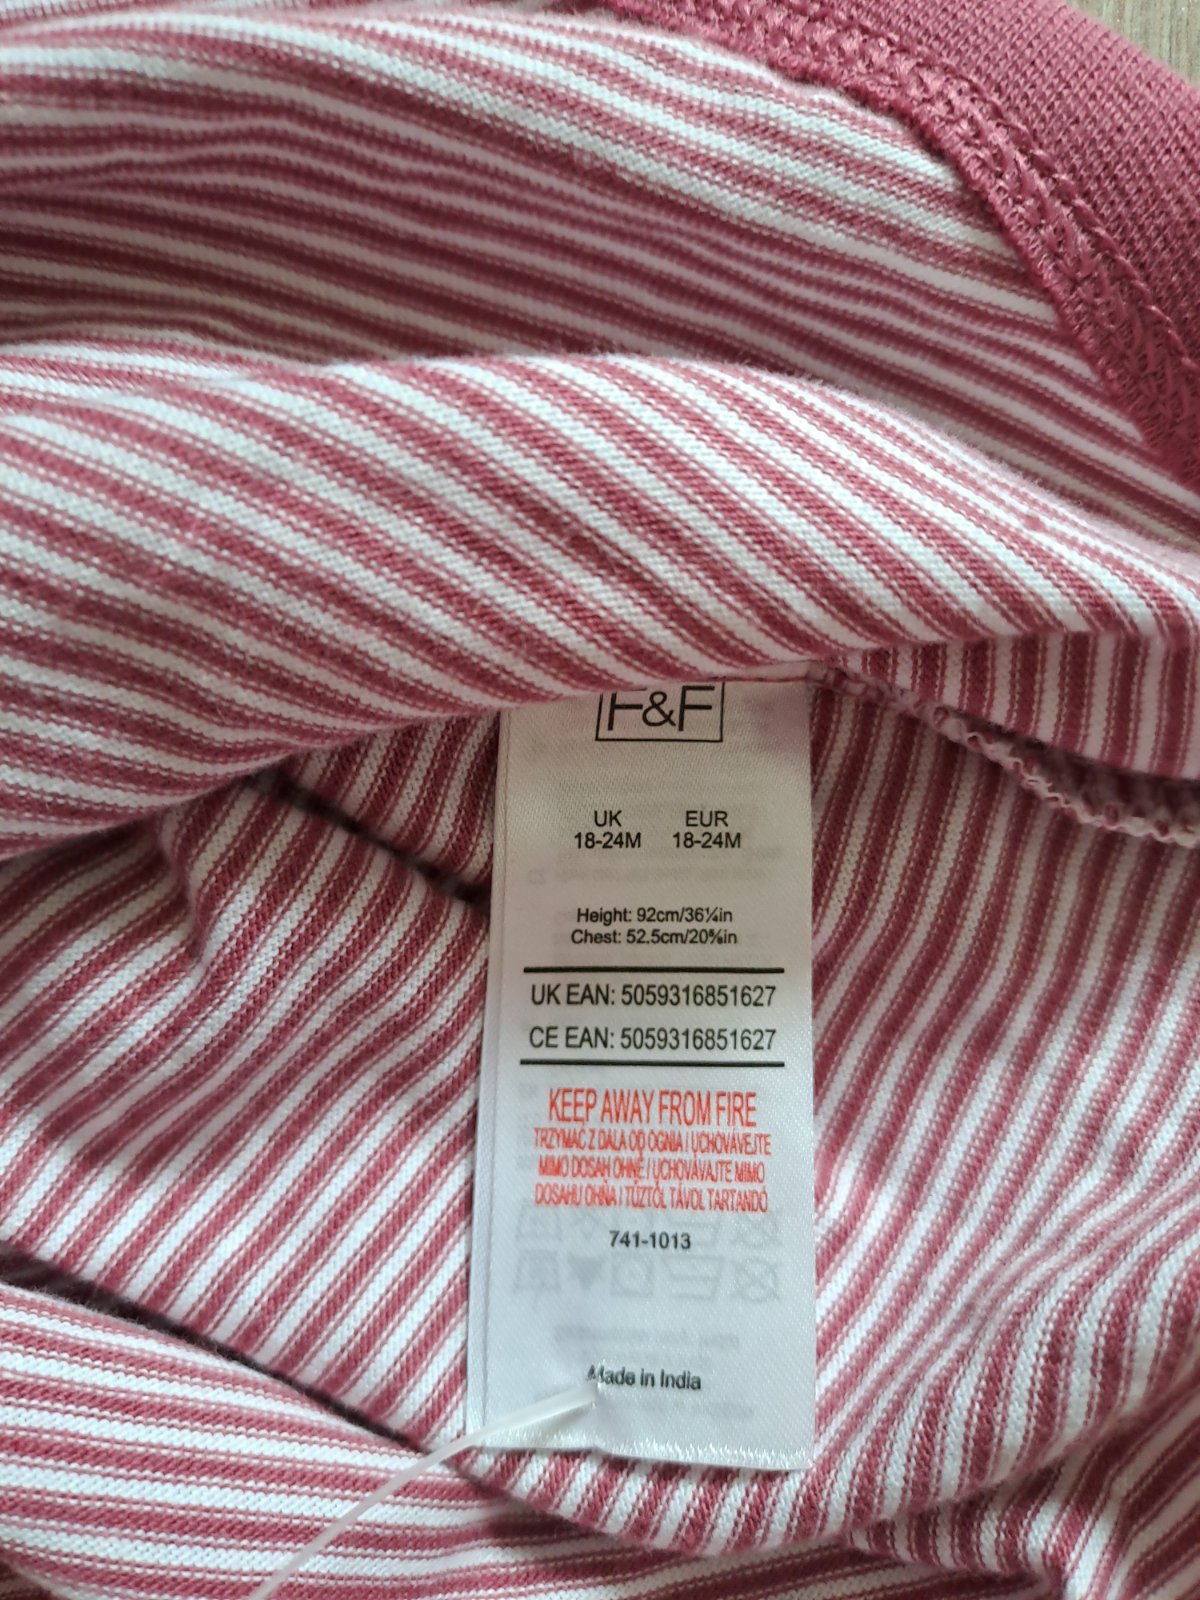 F&F
UK EUR
18-24M 18-24M
Height: 92cm/36¼in
Chest: 52.5cm/20⅝in
UK EAN: 5059316851627
CE EAN: 5059316851627
KEEP AWAY FROM FIRE
TRZYMAĆ Z DALA OD OGNIA / UCHOVÁVEJTE
MIMO DOSAH OHNĚ / UCHOVÁVAJTE MIMO
DOSAHU OHŇA / TŰZTŐL TÁVOL TARTANDÓ
741-1013
Made in India